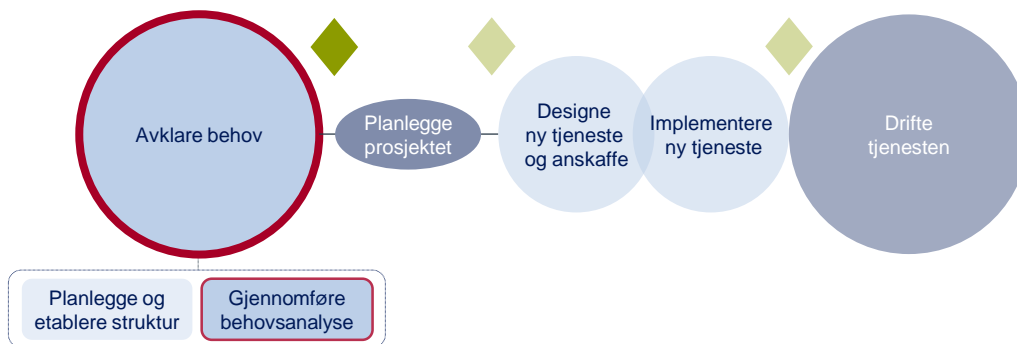 Avklare behov
Planlegge
prosjektet
Designe
ny tjeneste
og anskaffe
Implementere
ny tjeneste
Drifte
tjenesten
Planlegge og
etablere struktur
Gjennomføre
behovsanalyse